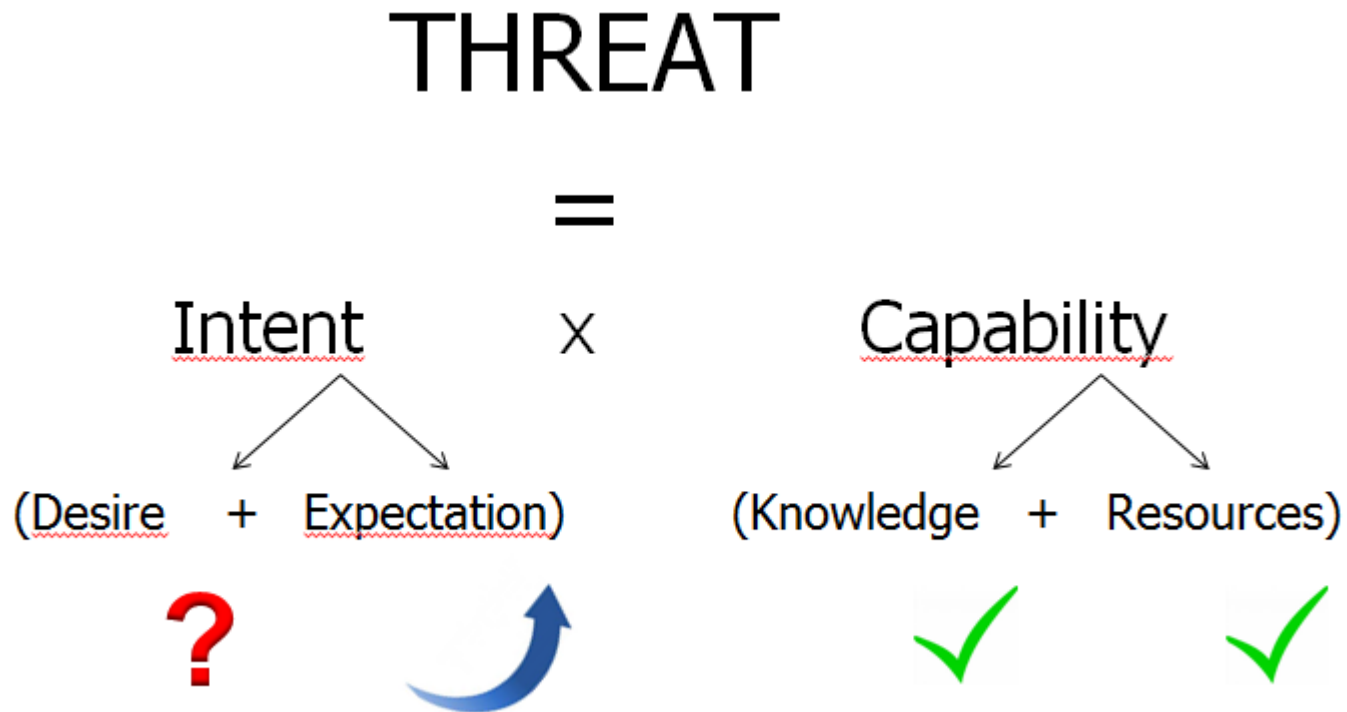 THREAT
=
Intent x Capability
(Desire + Expectation) (Knowledge + Resources)
?